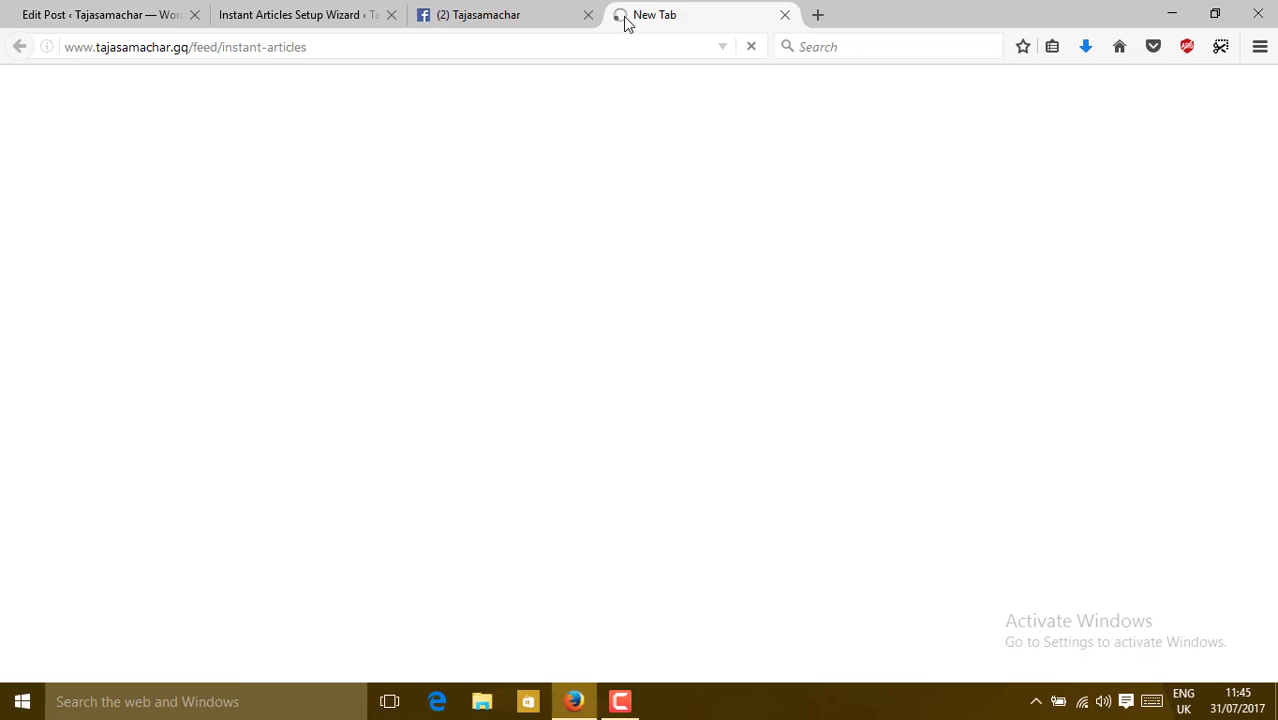 Edit Post ‹ Tajasamachar — Wor
Instant Articles Setup Wizard ‹ Ta
(2) Tajasamachar
New Tab
www.tajasamachar.gq/feed/instant-articles
Search
ABP
Activate Windows
Go to Settings to activate Windows.
Search the web and Windows
ENG
UK
11:45
31/07/2017